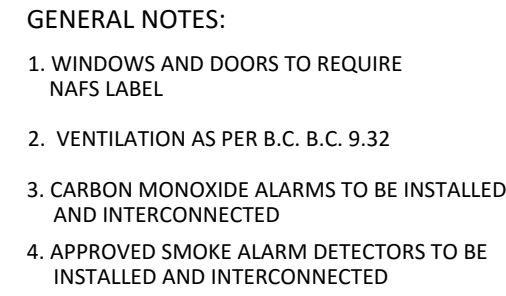 GENERAL NOTES:
1. WINDOWS AND DOORS TO REQUIRE
NAFS LABEL
2. VENTILATION AS PER B.C. B.C. 9.32
3. CARBON MONOXIDE ALARMS TO BE INSTALLED
AND INTERCONNECTED
4. APPROVED SMOKE ALARM DETECTORS TO BE
INSTALLED AND INTERCONNECTED